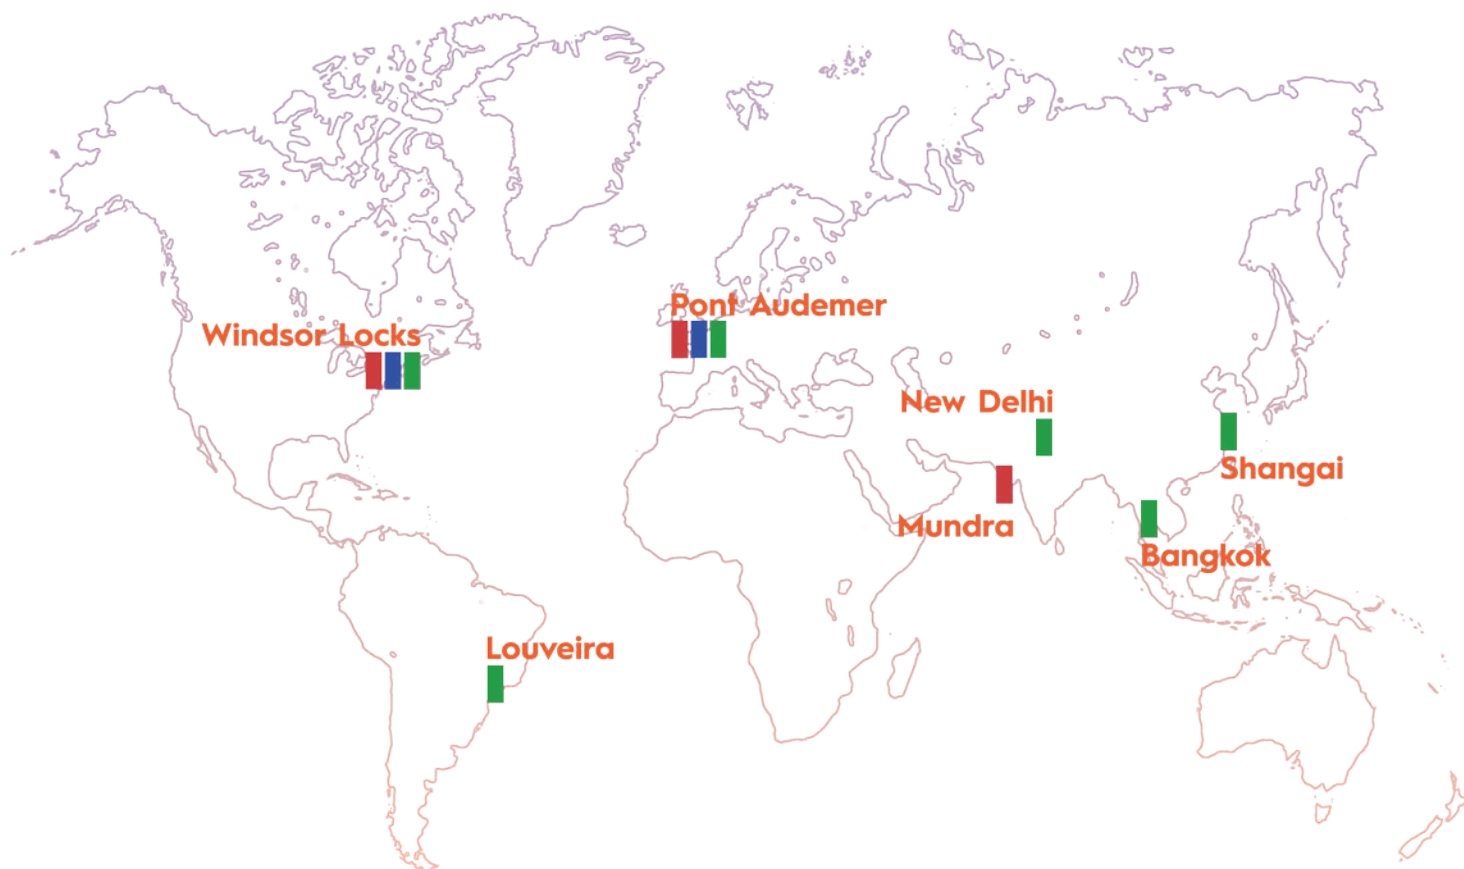 Pont Audemer
Windsor Locks
New Delhi
Shangai
Mundra
Bangkok
Louveira